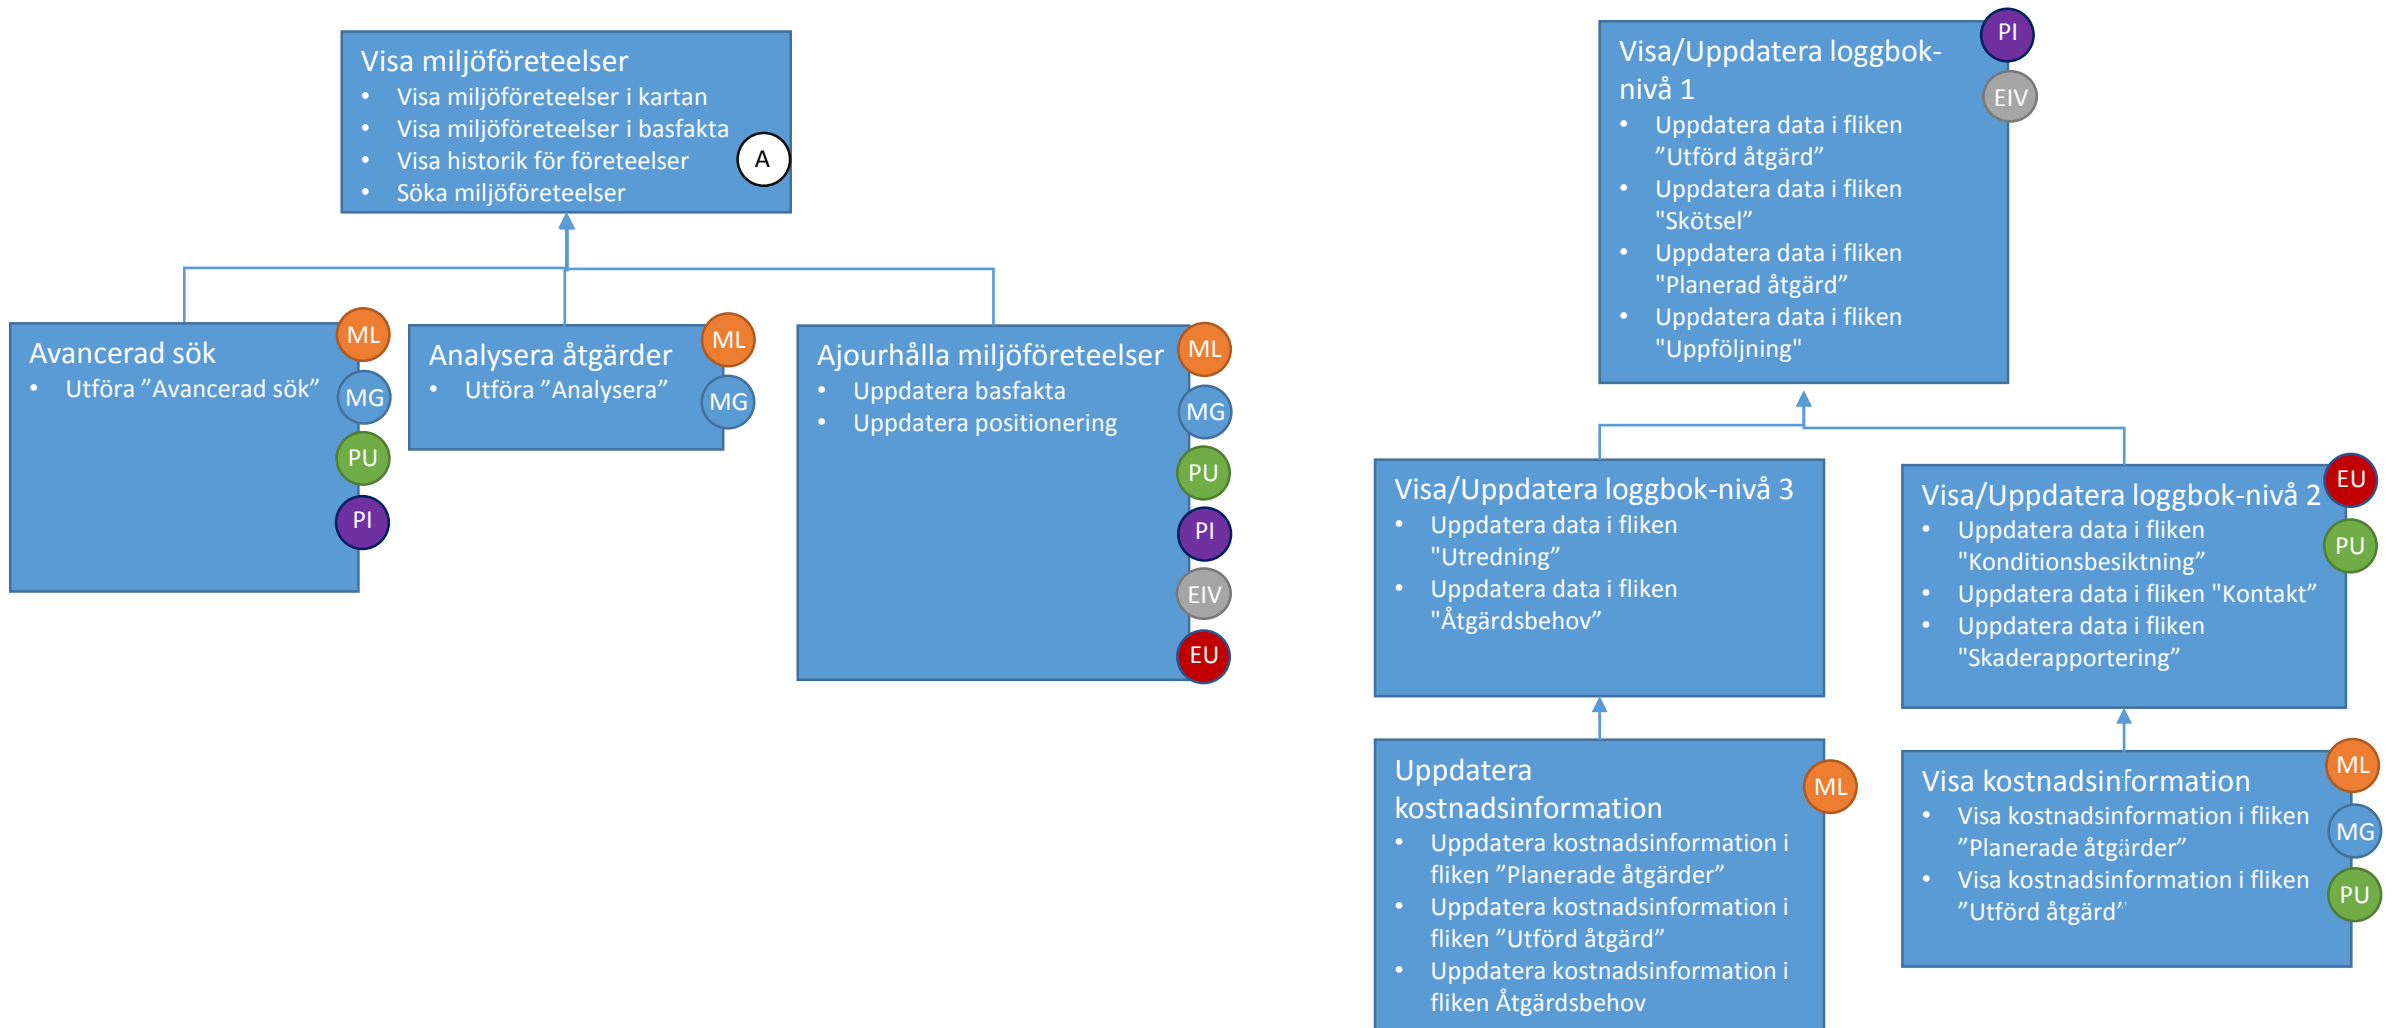 Visa miljöföreteelser
• Visa miljöföreteelser i kartan
• Visa miljöföreteelser i basfakta
• Visa historik för företeelser
• Söka miljöföreteelser
A
Avancerad sök
• Utföra ”Avancerad sök”
ML
MG
PU
PI
Analysera åtgärder
• Utföra ”Analysera”
ML
MG
Ajourhålla miljöföreteelser
• Uppdatera basfakta
• Uppdatera positionering
ML
MG
PU
PI
EIV
EU
Visa/Uppdatera loggbok-
nivå 1
• Uppdatera data i fliken
”Utförd åtgärd”
• Uppdatera data i fliken
"Skötsel”
• Uppdatera data i fliken
"Planerad åtgärd”
• Uppdatera data i fliken
"Uppföljning"
PI
EIV
Visa/Uppdatera loggbok-nivå 3
• Uppdatera data i fliken
"Utredning”
• Uppdatera data i fliken
"Åtgärdsbehov”
Visa/Uppdatera loggbok-nivå 2
• Uppdatera data i fliken
"Konditionsbesiktning”
• Uppdatera data i fliken "Kontakt”
• Uppdatera data i fliken
"Skaderapportering”
EU
PU
Uppdatera
kostnadsinformation
• Uppdatera kostnadsinformation i
fliken ”Planerade åtgärder”
• Uppdatera kostnadsinformation i
fliken ”Utförd åtgärd”
• Uppdatera kostnadsinformation i
fliken Åtgärdsbehov
ML
Visa kostnadsinformation
• Visa kostnadsinformation i fliken
”Planerade åtgärder”
• Visa kostnadsinformation i fliken
”Utförd åtgärd”
ML
MG
PU